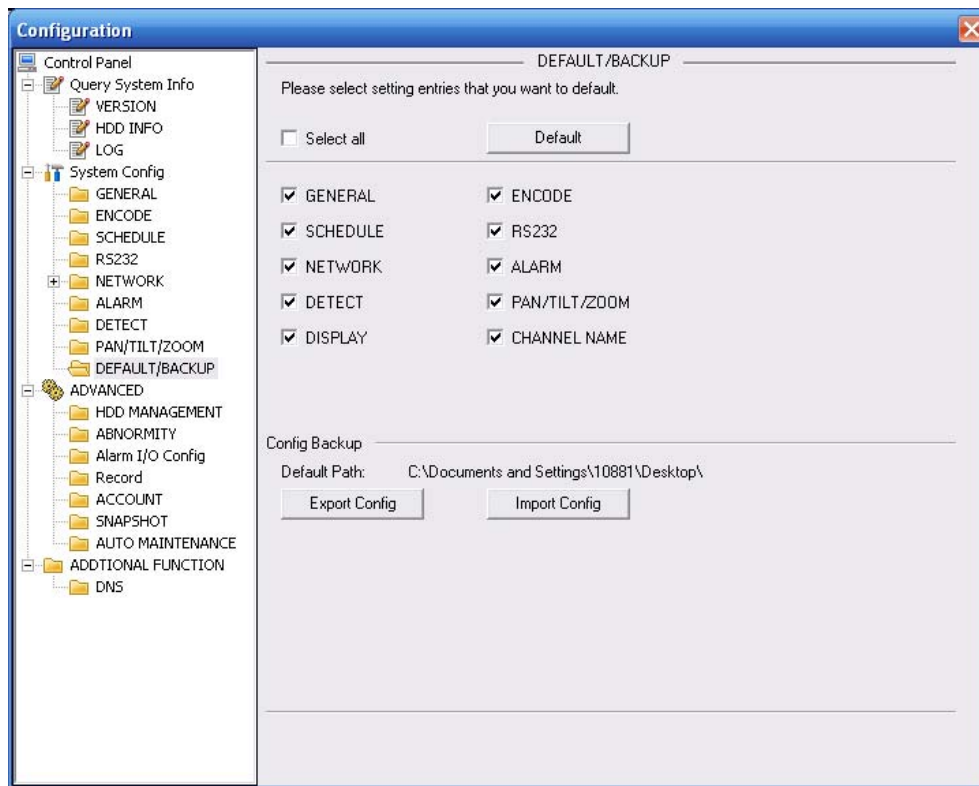 Configuration
Control Panel
Query System Info
VERSION
HDD INFO
LOG
System Config
GENERAL
ENCODE
SCHEDULE
RS232
NETWORK
ALARM
DETECT
PAN/TILT/ZOOM
DEFAULT/BACKUP
ADVANCED
HDD MANAGEMENT
ABNORMITY
Alarm I/O Config
Record
ACCOUNT
SNAPSHOT
AUTO MAINTENANCE
ADDTIONAL FUNCTION
DNS
DEFAULT/BACKUP
Please select setting entries that you want to default.
Select all Default
GENERAL ENCODE
SCHEDULE RS232
NETWORK ALARM
DETECT PAN/TILT/ZOOM
DISPLAY CHANNEL NAME
Config Backup
Default Path: C:\Documents and Settings\10881\Desktop\
Export Config Import Config